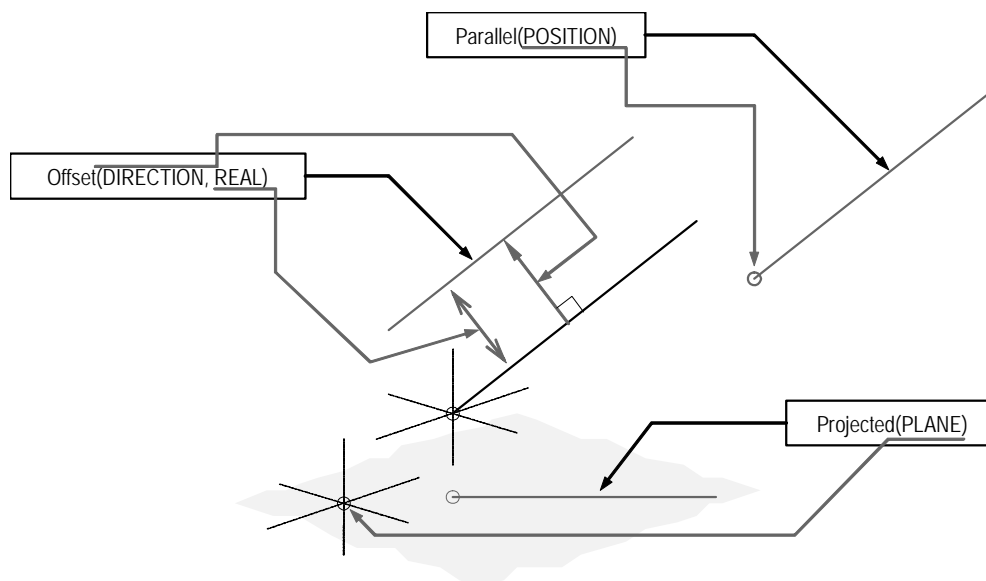 Parallel(POSITION)
Offset(DIRECTION, REAL)
Projected(PLANE)